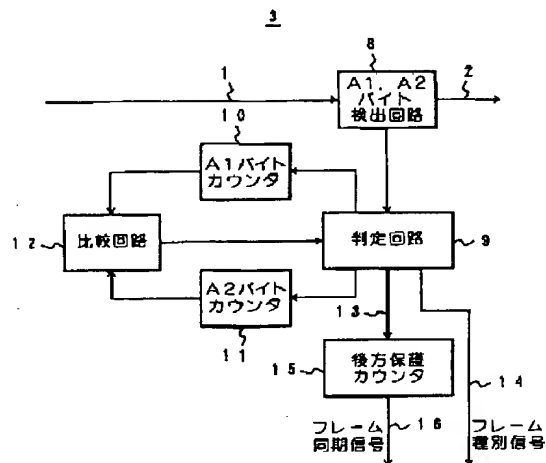 3
8
1
A1、A2
バイト
検出回路
2
10
A1バイト
カウンタ
12
比較回路
判定回路
9
A2バイト
カウンタ
11
13
15
後方保護
カウンタ
14
フレーム
同期信号
16
フレーム
種別信号